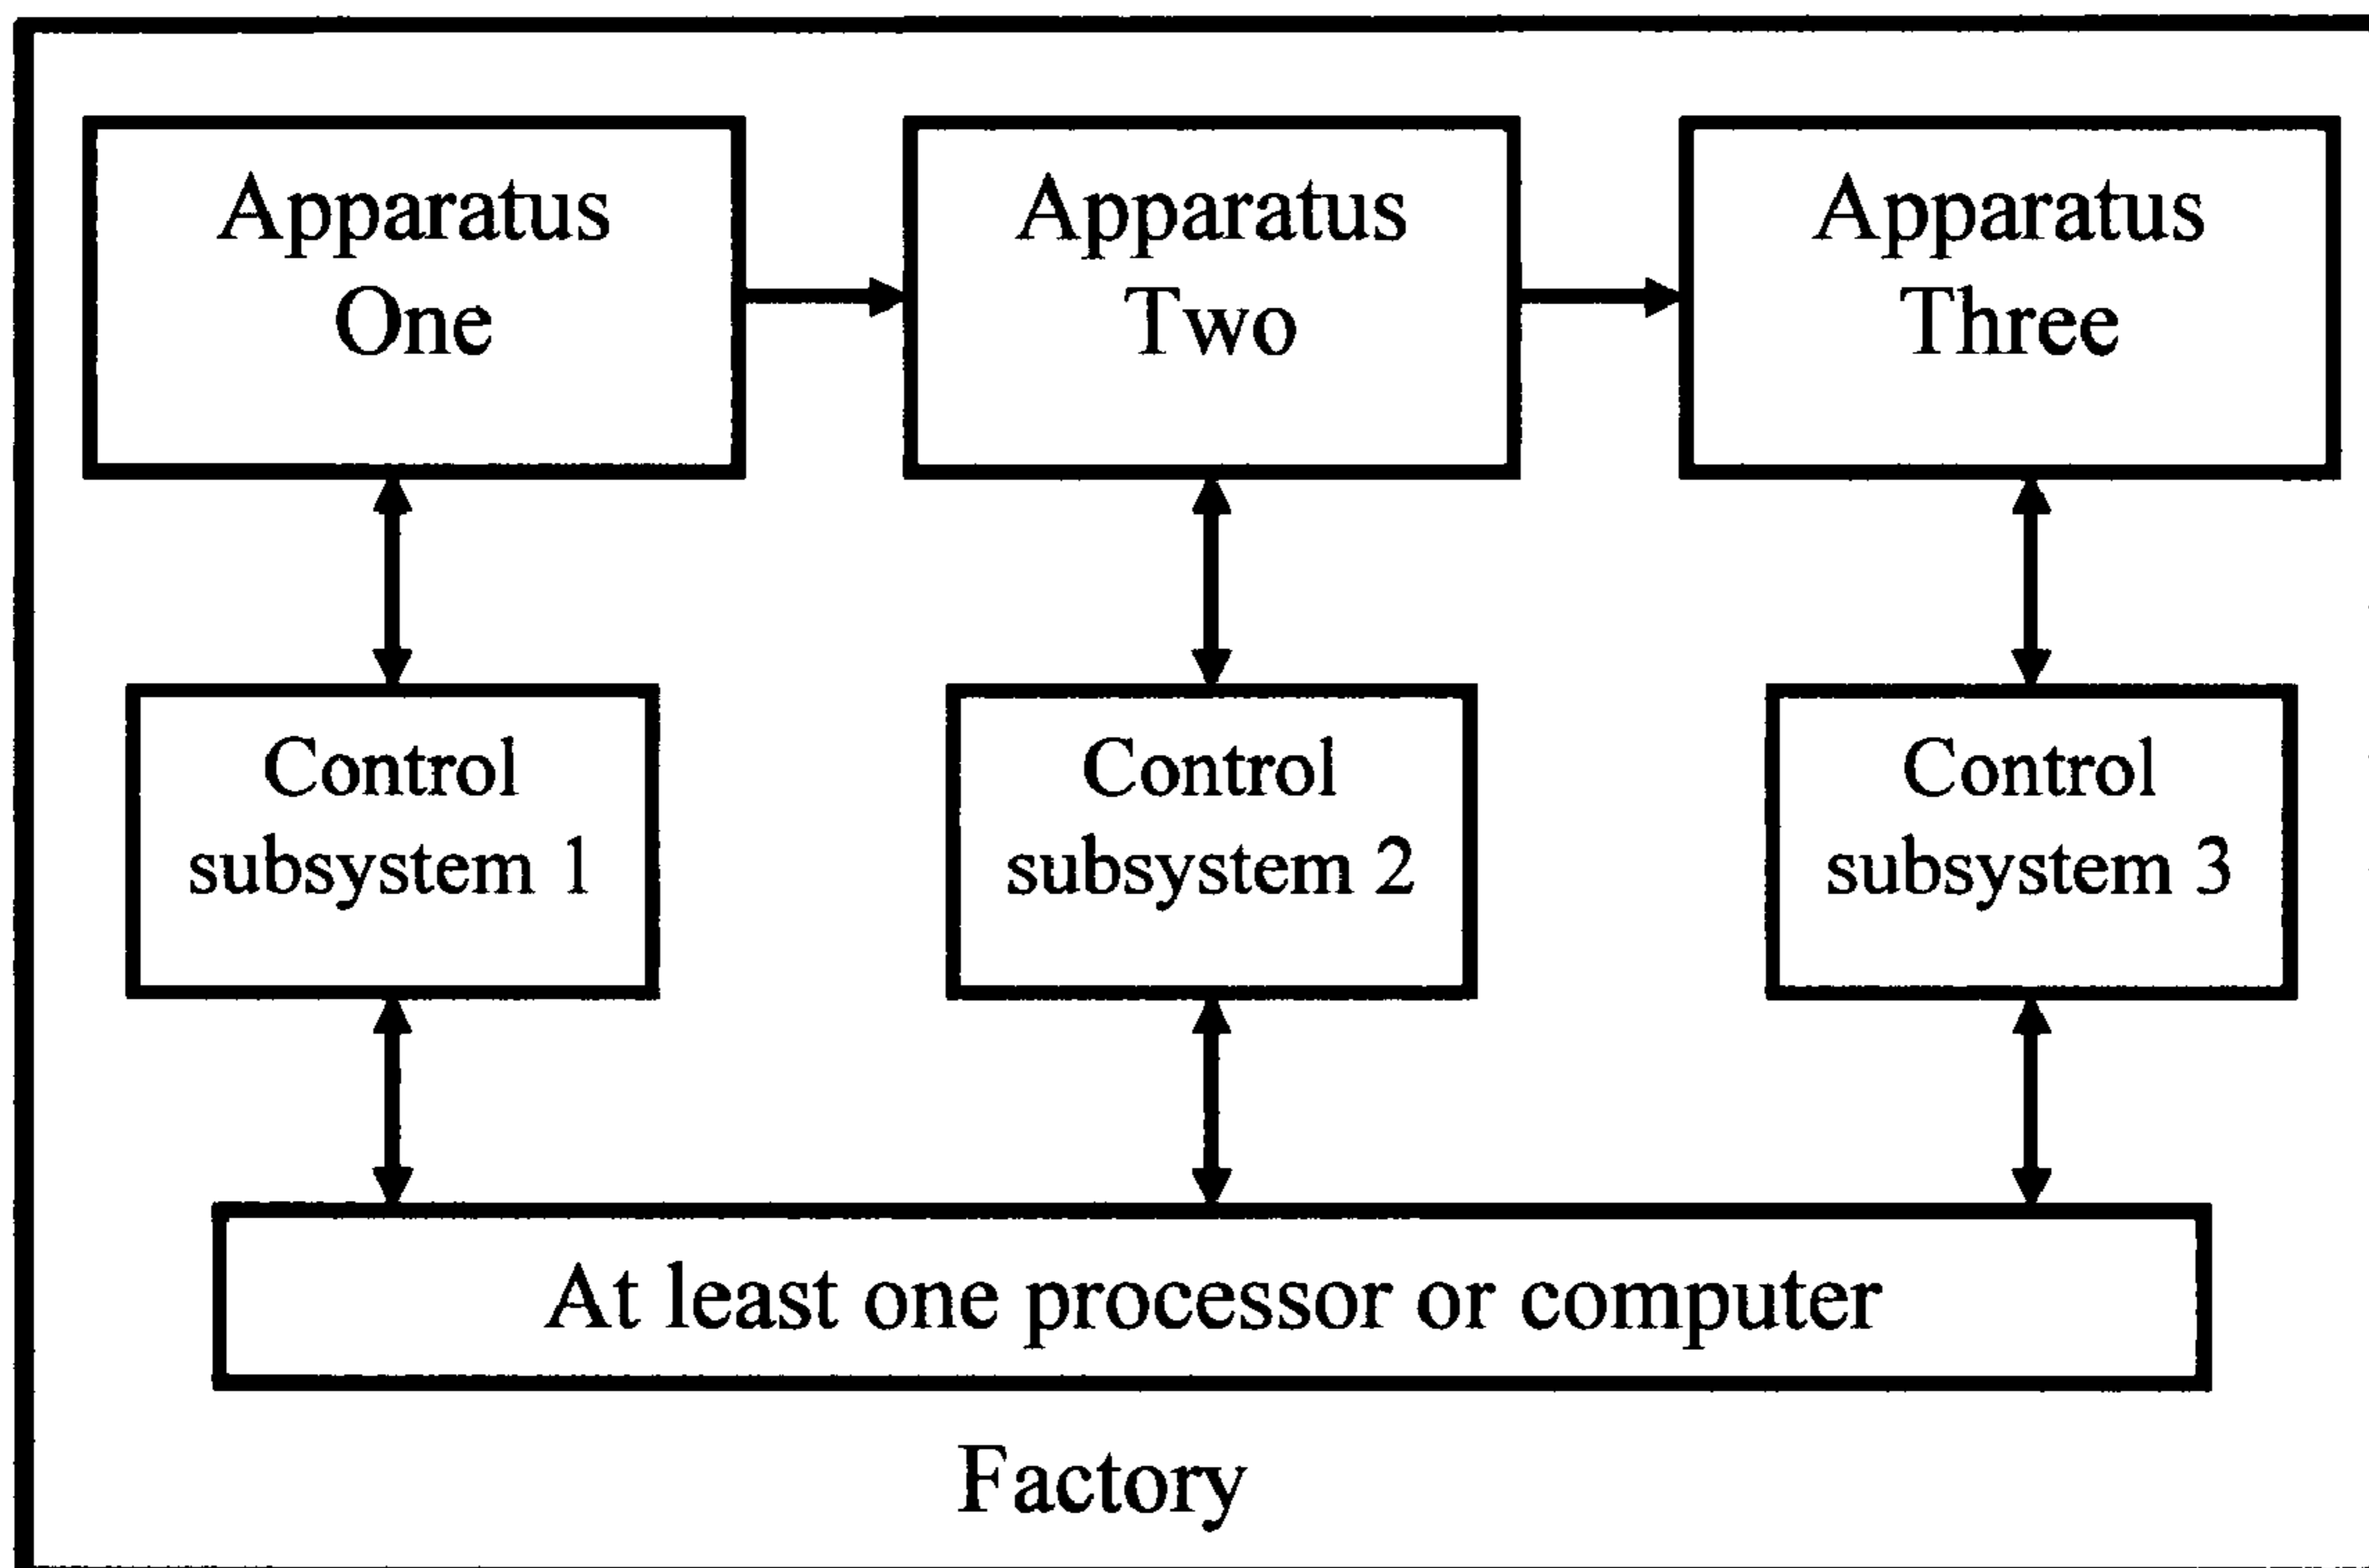 Apparatus
One
Apparatus
Two
Apparatus
Three
Control
subsystem 1
Control
subsystem 2
Control
subsystem 3
At least one processor or computer
Factory